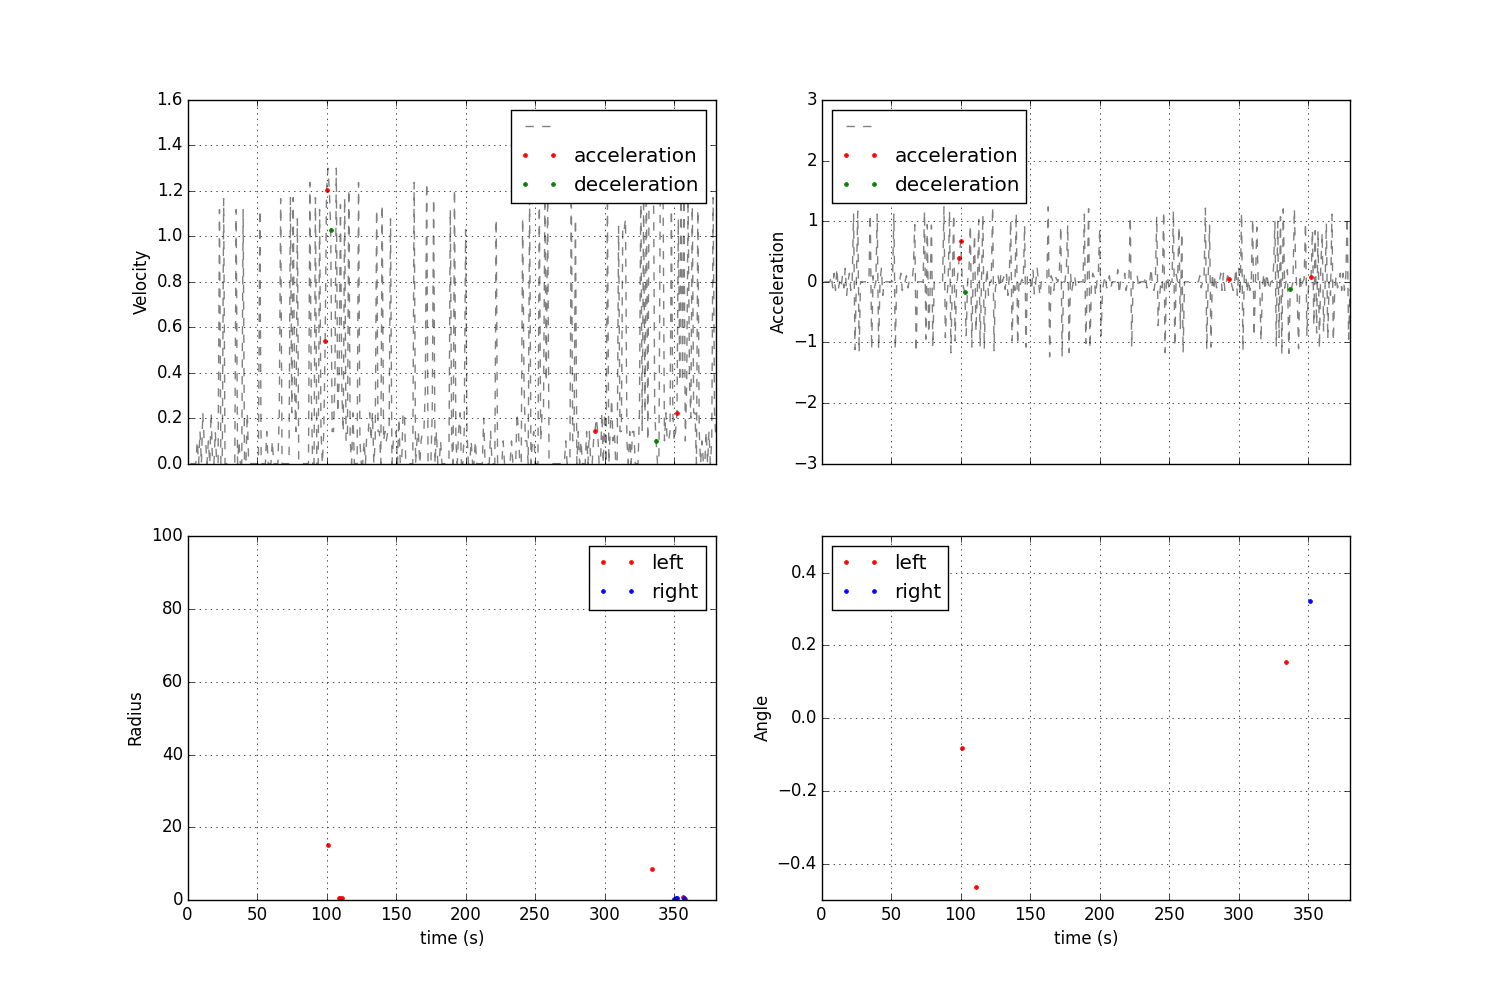 1.6
1.4
1.2
1.0
0.8
0.6
0.4
0.2
0.0
Velocity
acceleration
deceleration
3
2
1
0
−1
−2
−3
Acceleration
acceleration
deceleration
100
80
60
40
20
0
Radius
left
right
0 50 100 150 200 250 300 350
time (s)
0.4
0.2
0.0
−0.2
−0.4
Angle
left
right
0 50 100 150 200 250 300 350
time (s)